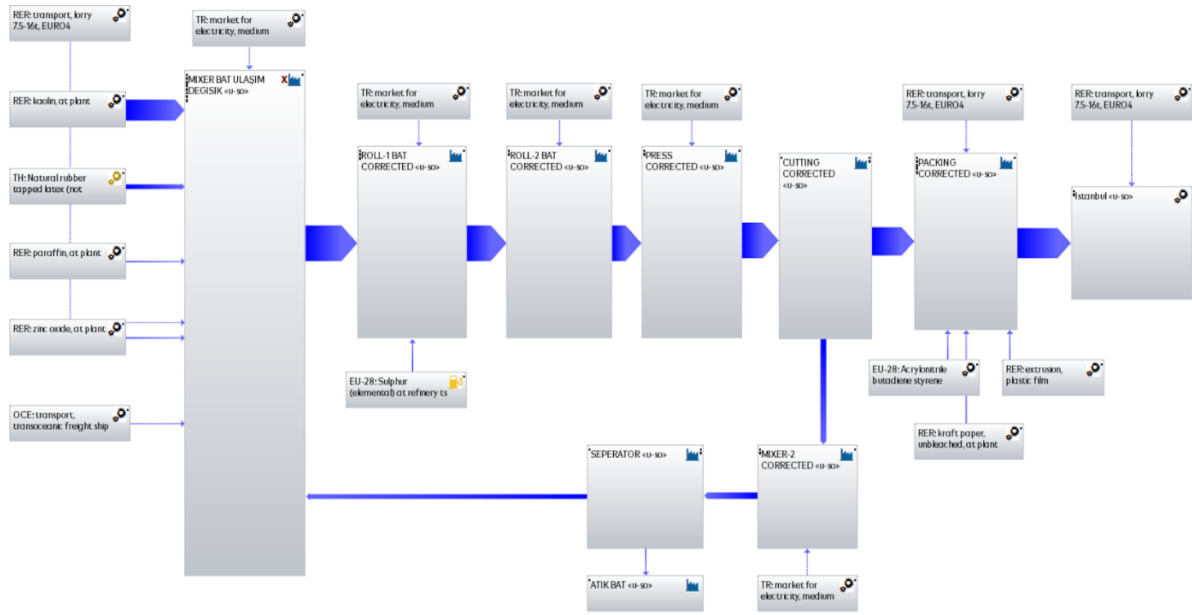 RER: transport, lorry
7.5-16t, EURO4
TR: market for
electricity, medium
RER: kaolin, at plant
TH: Natural rubber
tapped latex (not
RER: paraffin, at plant
RER: zinc oxide, at plant
OCE: transport,
transoceanic freight ship
MIXER BAT ULAŞIM
DEGISIK <u-so>
X
TR: market for
electricity, medium
ROLL-1 BAT
CORRECTED <u-so>
EU-28: Sulphur
(elemental) at refinery ts
TR: market for
electricity, medium
ROLL-2 BAT
CORRECTED <u-so>
TR: market for
electricity, medium
PRESS
CORRECTED <u-so>
CUTTING
CORRECTED
<u-so>
RER: transport, lorry
7.5-16t, EURO4
PACKING
CORRECTED <u-so>
RER: transport, lorry
7.5-16t, EURO4
İstanbul <u-so>
EU-28: Acrylonitrile
butadiene styrene
RER: extrusion,
plastic film
RER: kraft paper,
unbleached, at plant
SEPERATOR <u-so>
MIXER-2
CORRECTED <u-so>
ATIK BAT <u-so>
TR: market for
electricity, medium